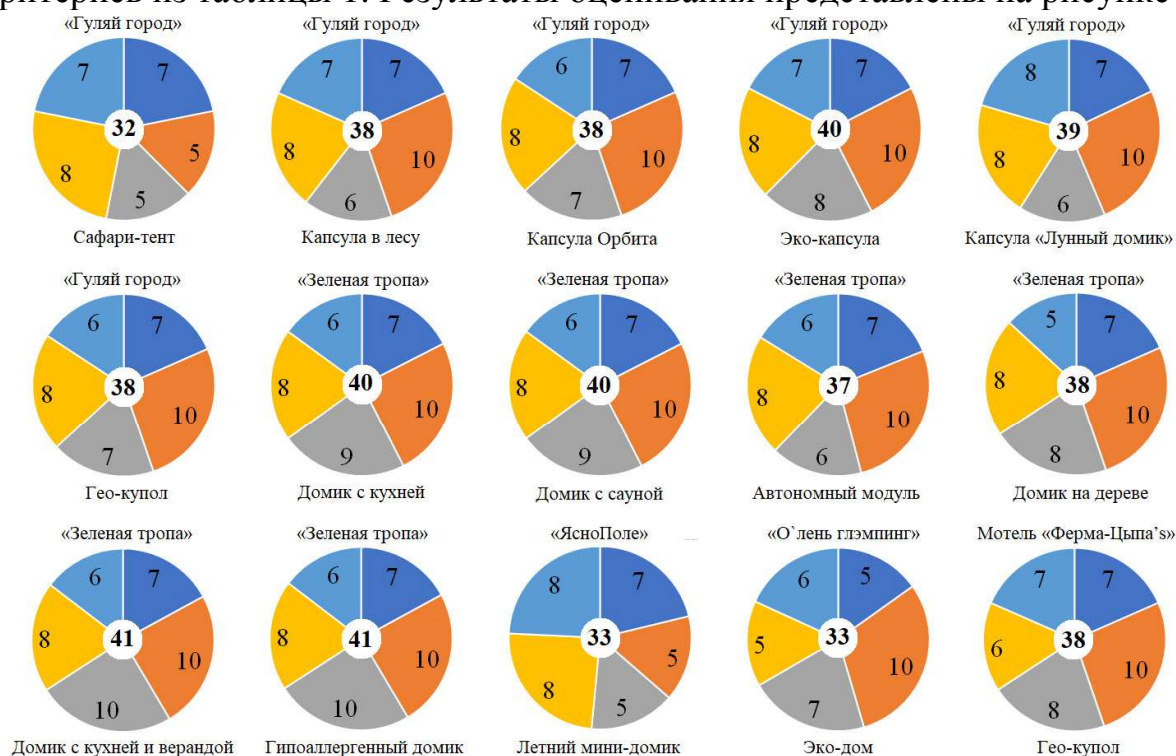 ритериев из таблицы 1. Результаты оценивания представлены на рисунке
«Гуляй город» «Гуляй город» «Гуляй город» «Гуляй город» «Гуляй город»
7 7 7 7 6 7 7 7 8 7
32 38 38 40 39
8 5 8 10 8 10 8 10 8 10
5 6 7 8 6
Сафари-тент Капсула в лесу Капсула Орбита Эко-капсула Капсула «Лунный домик»
«Гуляй город» «Зеленая тропа» «Зеленая тропа» «Зеленая тропа» «Зеленая тропа»
6 7 6 7 6 7 6 7 5 7
38 40 40 37 38
8 10 8 10 8 10 8 10 8 10
7 9 9 6 8
Гео-купол Домик с кухней Домик с сауной Автономный модуль Домик на дереве
«Зеленая тропа» «Зеленая тропа» «ЯсноПоле» «О`лень глэмпинг» Мотель «Ферма-Цыпа’s»
6 7 6 7 8 7 6 5 7 7
41 41 33 33 38
8 10 8 10 8 5 5 10 6 10
10 10 5 7 8
Домик с кухней и верандой Гипоаллергенный домик Летний мини-домик Эко-дом Гео-купол